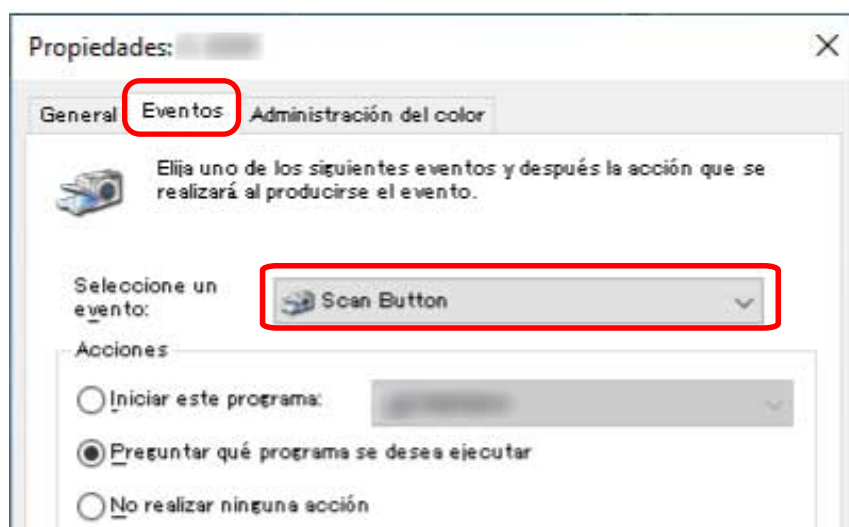 Propiedades:
General Eventos Administración del color
Elija uno de los siguientes eventos y después la acción que se
realizará al producirse el evento.
Seleccione un
evento:
Scan Button
Acciones
Iniciar este programa:
Preguntar qué programa se desea ejecutar
No realizar ninguna acción